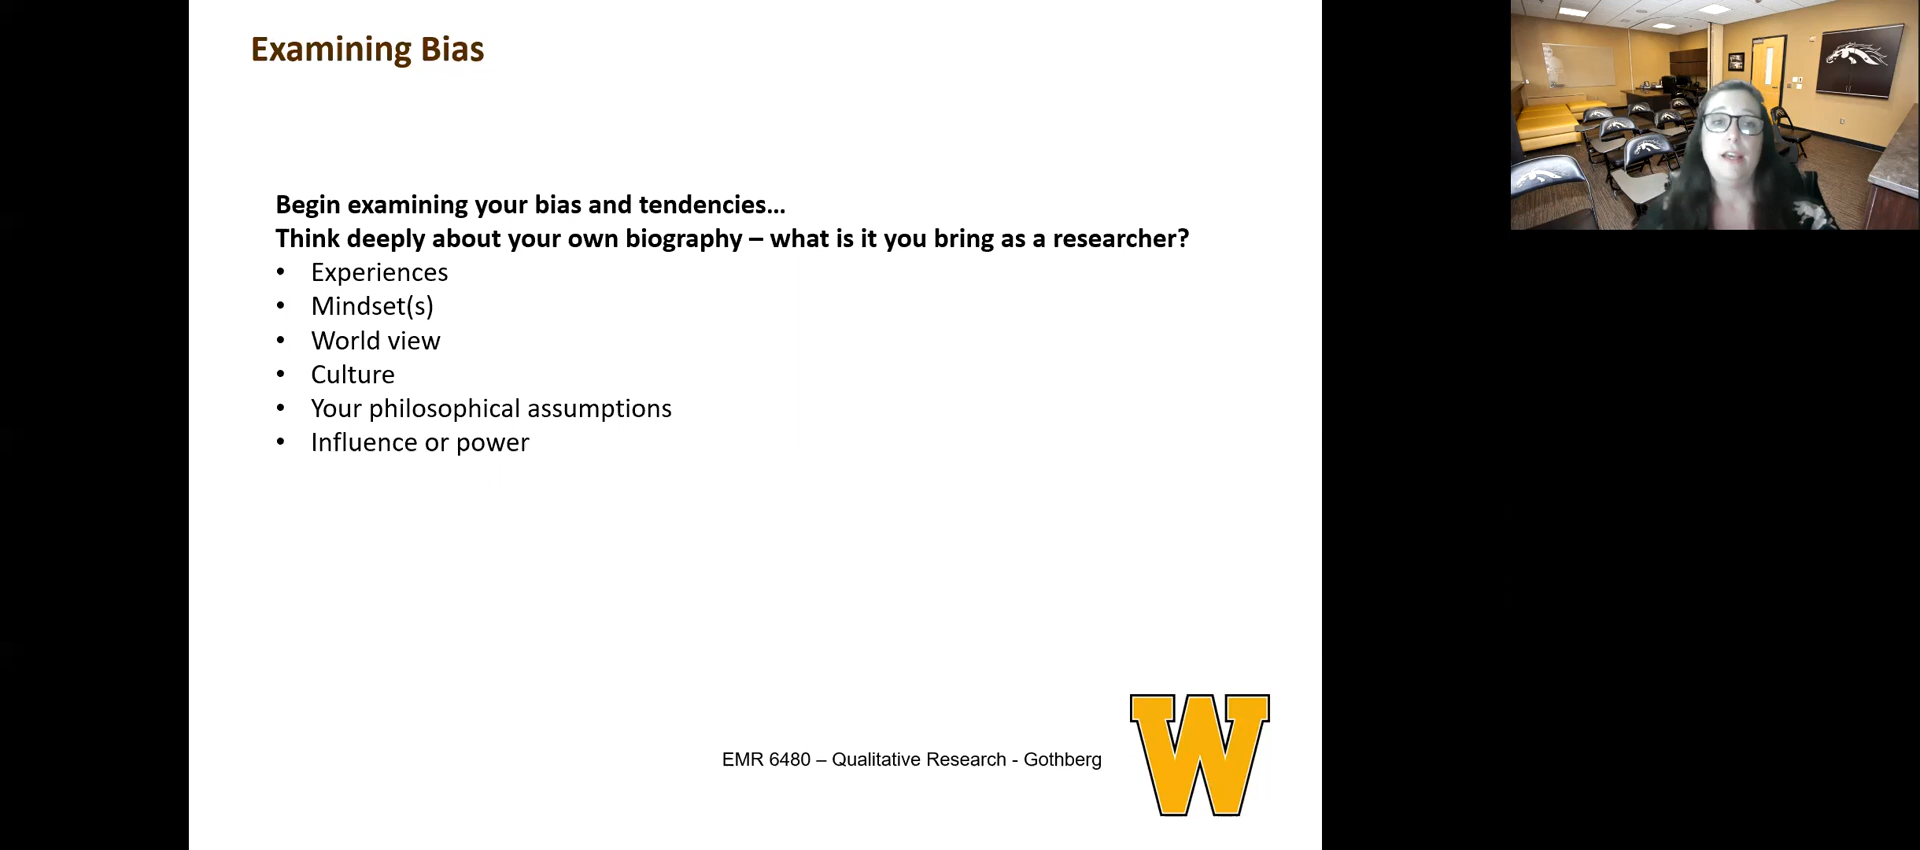 Examining Bias
Begin examining your bias and tendencies...
Think deeply about your own biography – what is it you bring as a researcher?
• Experiences
• Mindset(s)
• World view
• Culture
• Your philosophical assumptions
• Influence or power
EMR 6480 – Qualitative Research - Gothberg
W